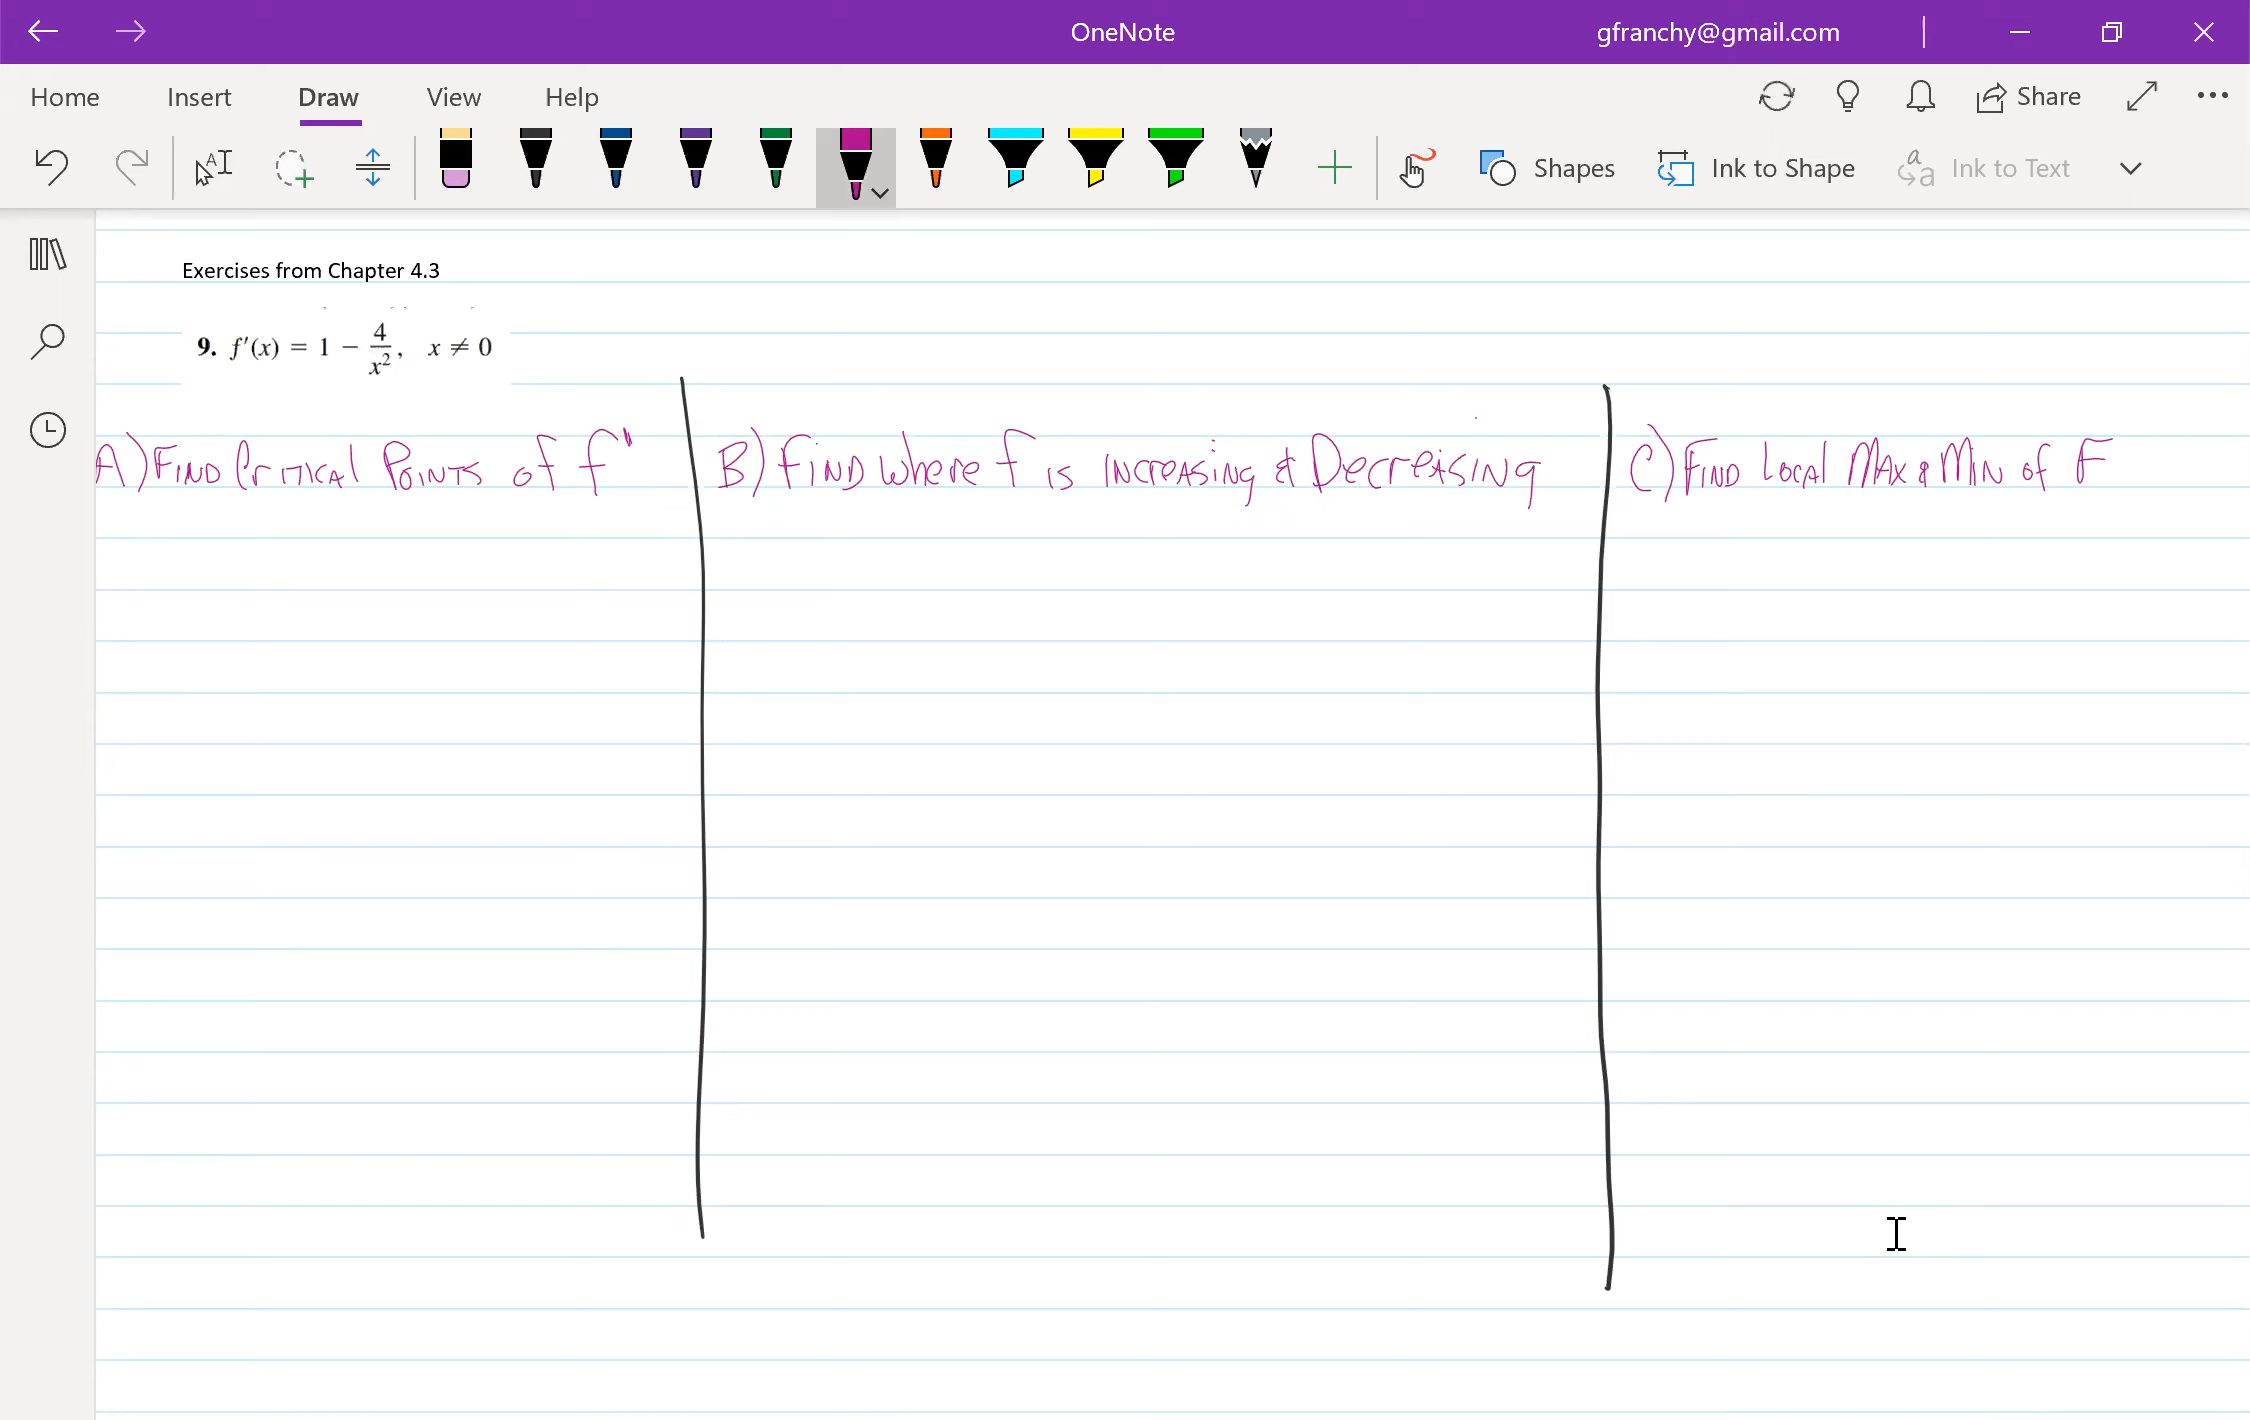 OneNote
gfranchy@gmail.com
Home Insert Draw View Help
Share
Shapes
Ink to Shape
Ink to Text
Exercises from Chapter 4.3
9. f'(x) = 1 − 4/x², x ≠ 0
A) FIND CriTICAl POINTS of f"
B) FIND Where f is INCreASing & DecreASING
C) FIND LOCAl MAx & MIN of F